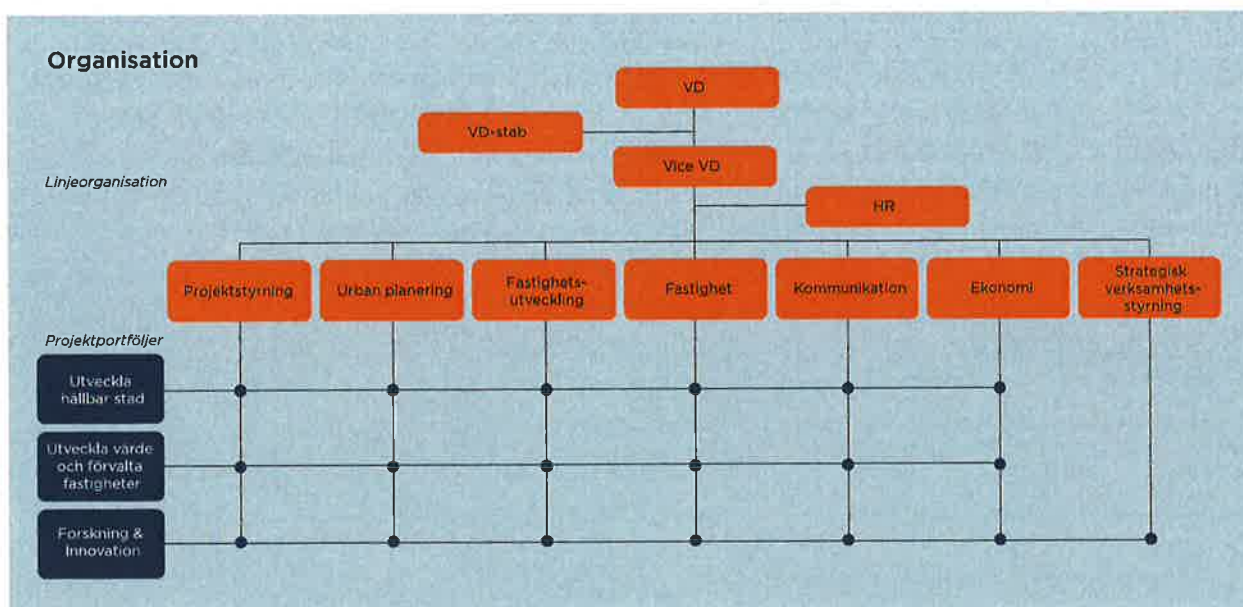 Organisation
VD
VD-stab
Vice VD
Linjeorganisation
HR
Projektstyrning
Urban planering
Fastighets-
utveckling
Fastighet
Kommunikation
Ekonomi
Strategisk
verksamhets-
styrning
Projektportföljer
Utveckla
hållbar stad
Utveckla värde
och förvalta
fastigheter
Forskning &
Innovation